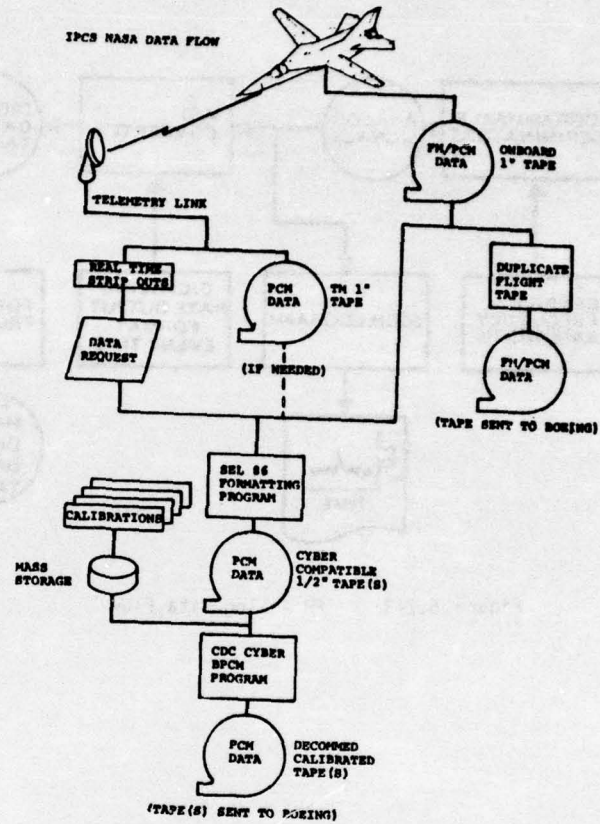 IPCS NASA DATA FLOW
FM/PCM
DATA
ONBOARD
1" TAPE
TELEMETRY LINK
REAL TIME
STRIP OUTS
PCM
DATA
TM 1"
TAPE
DUPLICATE
FLIGHT
TAPE
DATA
REQUEST
(IF NEEDED)
FM/PCM
DATA
(TAPE SENT TO BOEING)
SEL 86
FORMATTING
PROGRAM
CALIBRATIONS
MASS
STORAGE
PCM
DATA
CYBER
COMPATIBLE
1/2" TAPE(S)
CDC CYBER
BPCM
PROGRAM
PCM
DATA
DECOMMED
CALIBRATED
TAPE(S)
(TAPE(S) SENT TO BOEING)